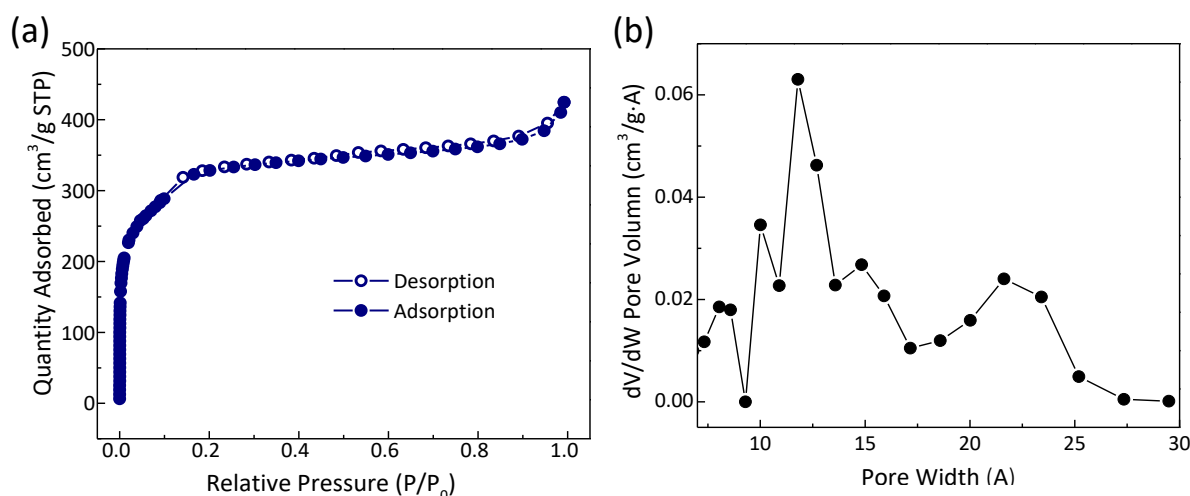 (a)
500
400
300
200
100
0
Quantity Adsorbed (cm³/g STP)
Desorption
Adsorption
0.0 0.2 0.4 0.6 0.8 1.0
Relative Pressure (P/P₀)
(b)
0.06
0.04
0.02
0.00
dV/dW Pore Volumn (cm³/g·A)
10 15 20 25 30
Pore Width (A)